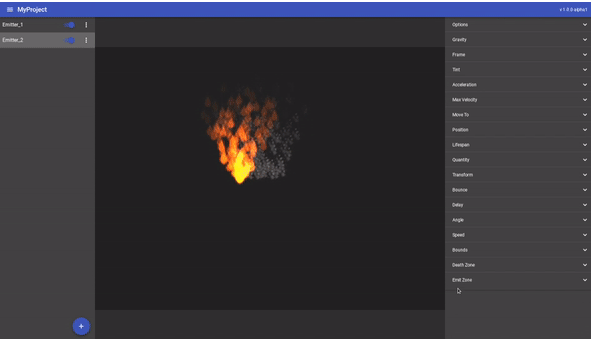 MyProject
v 1.0.0 alpha1
Emitter_1
Emitter_2
Options
Gravity
Frame
Tint
Acceleration
Max Velocity
Move To
Position
Lifespan
Quantity
Transform
Bounce
Delay
Angle
Speed
Bounds
Death Zone
Emit Zone